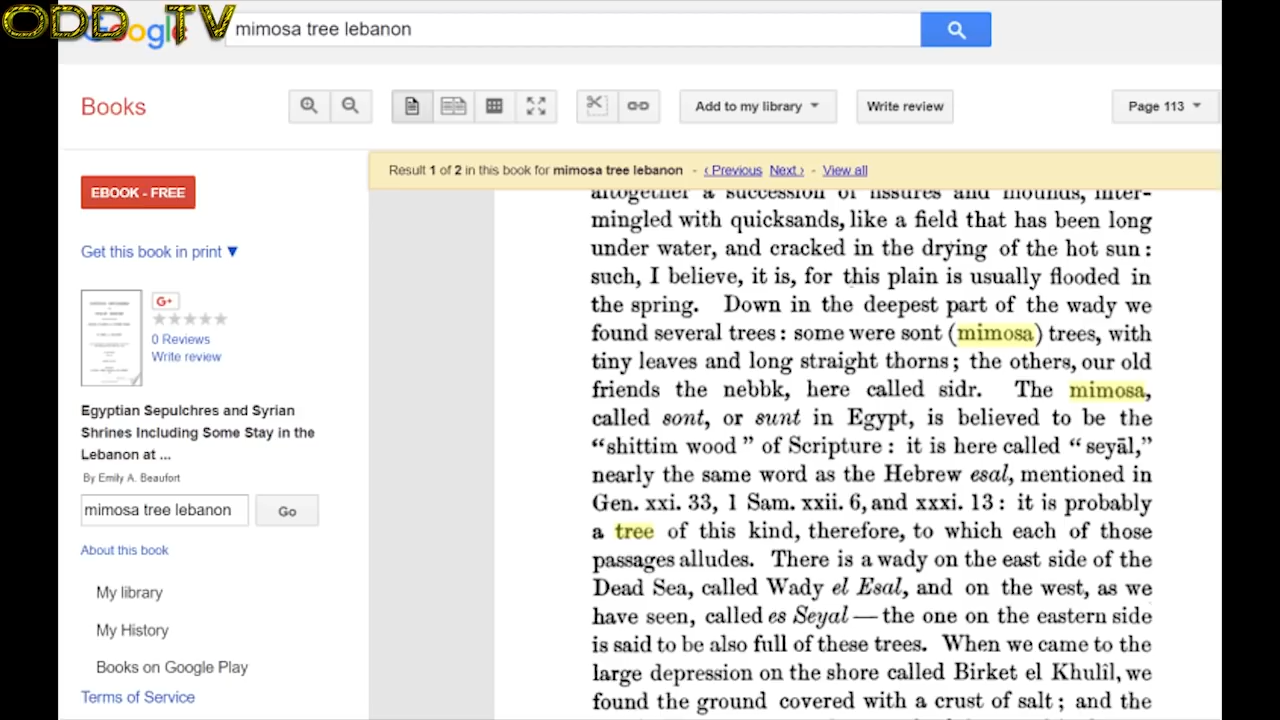 ODD TV
Google
mimosa tree lebanon
Books
Add to my library
Write review
Page 113
Result 1 of 2 in this book for mimosa tree lebanon - ‹ Previous Next › - View all
EBOOK - FREE
Get this book in print ▼
G+
0 Reviews
Write review
Egyptian Sepulchres and Syrian
Shrines Including Some Stay in the
Lebanon at ...
By Emily A. Beaufort
mimosa tree lebanon
Go
About this book
My library
My History
Books on Google Play
Terms of Service
altogether a succession of fissures and mounds, inter-
mingled with quicksands, like a field that has been long
under water, and cracked in the drying of the hot sun:
such, I believe, it is, for this plain is usually flooded in
the spring. Down in the deepest part of the wady we
found several trees: some were sont (mimosa) trees, with
tiny leaves and long straight thorns; the others, our old
friends the nebbk, here called sidr. The mimosa,
called sont, or sunt in Egypt, is believed to be the
"shittim wood" of Scripture: it is here called "seyāl,"
nearly the same word as the Hebrew esal, mentioned in
Gen. xxi. 33, 1 Sam. xxii. 6, and xxxi. 13: it is probably
a tree of this kind, therefore, to which each of those
passages alludes. There is a wady on the east side of the
Dead Sea, called Wady el Esal, and on the west, as we
have seen, called es Seyal — the one on the eastern side
is said to be also full of these trees. When we came to the
large depression on the shore called Birket el Khulîl, we
found the ground covered with a crust of salt; and the